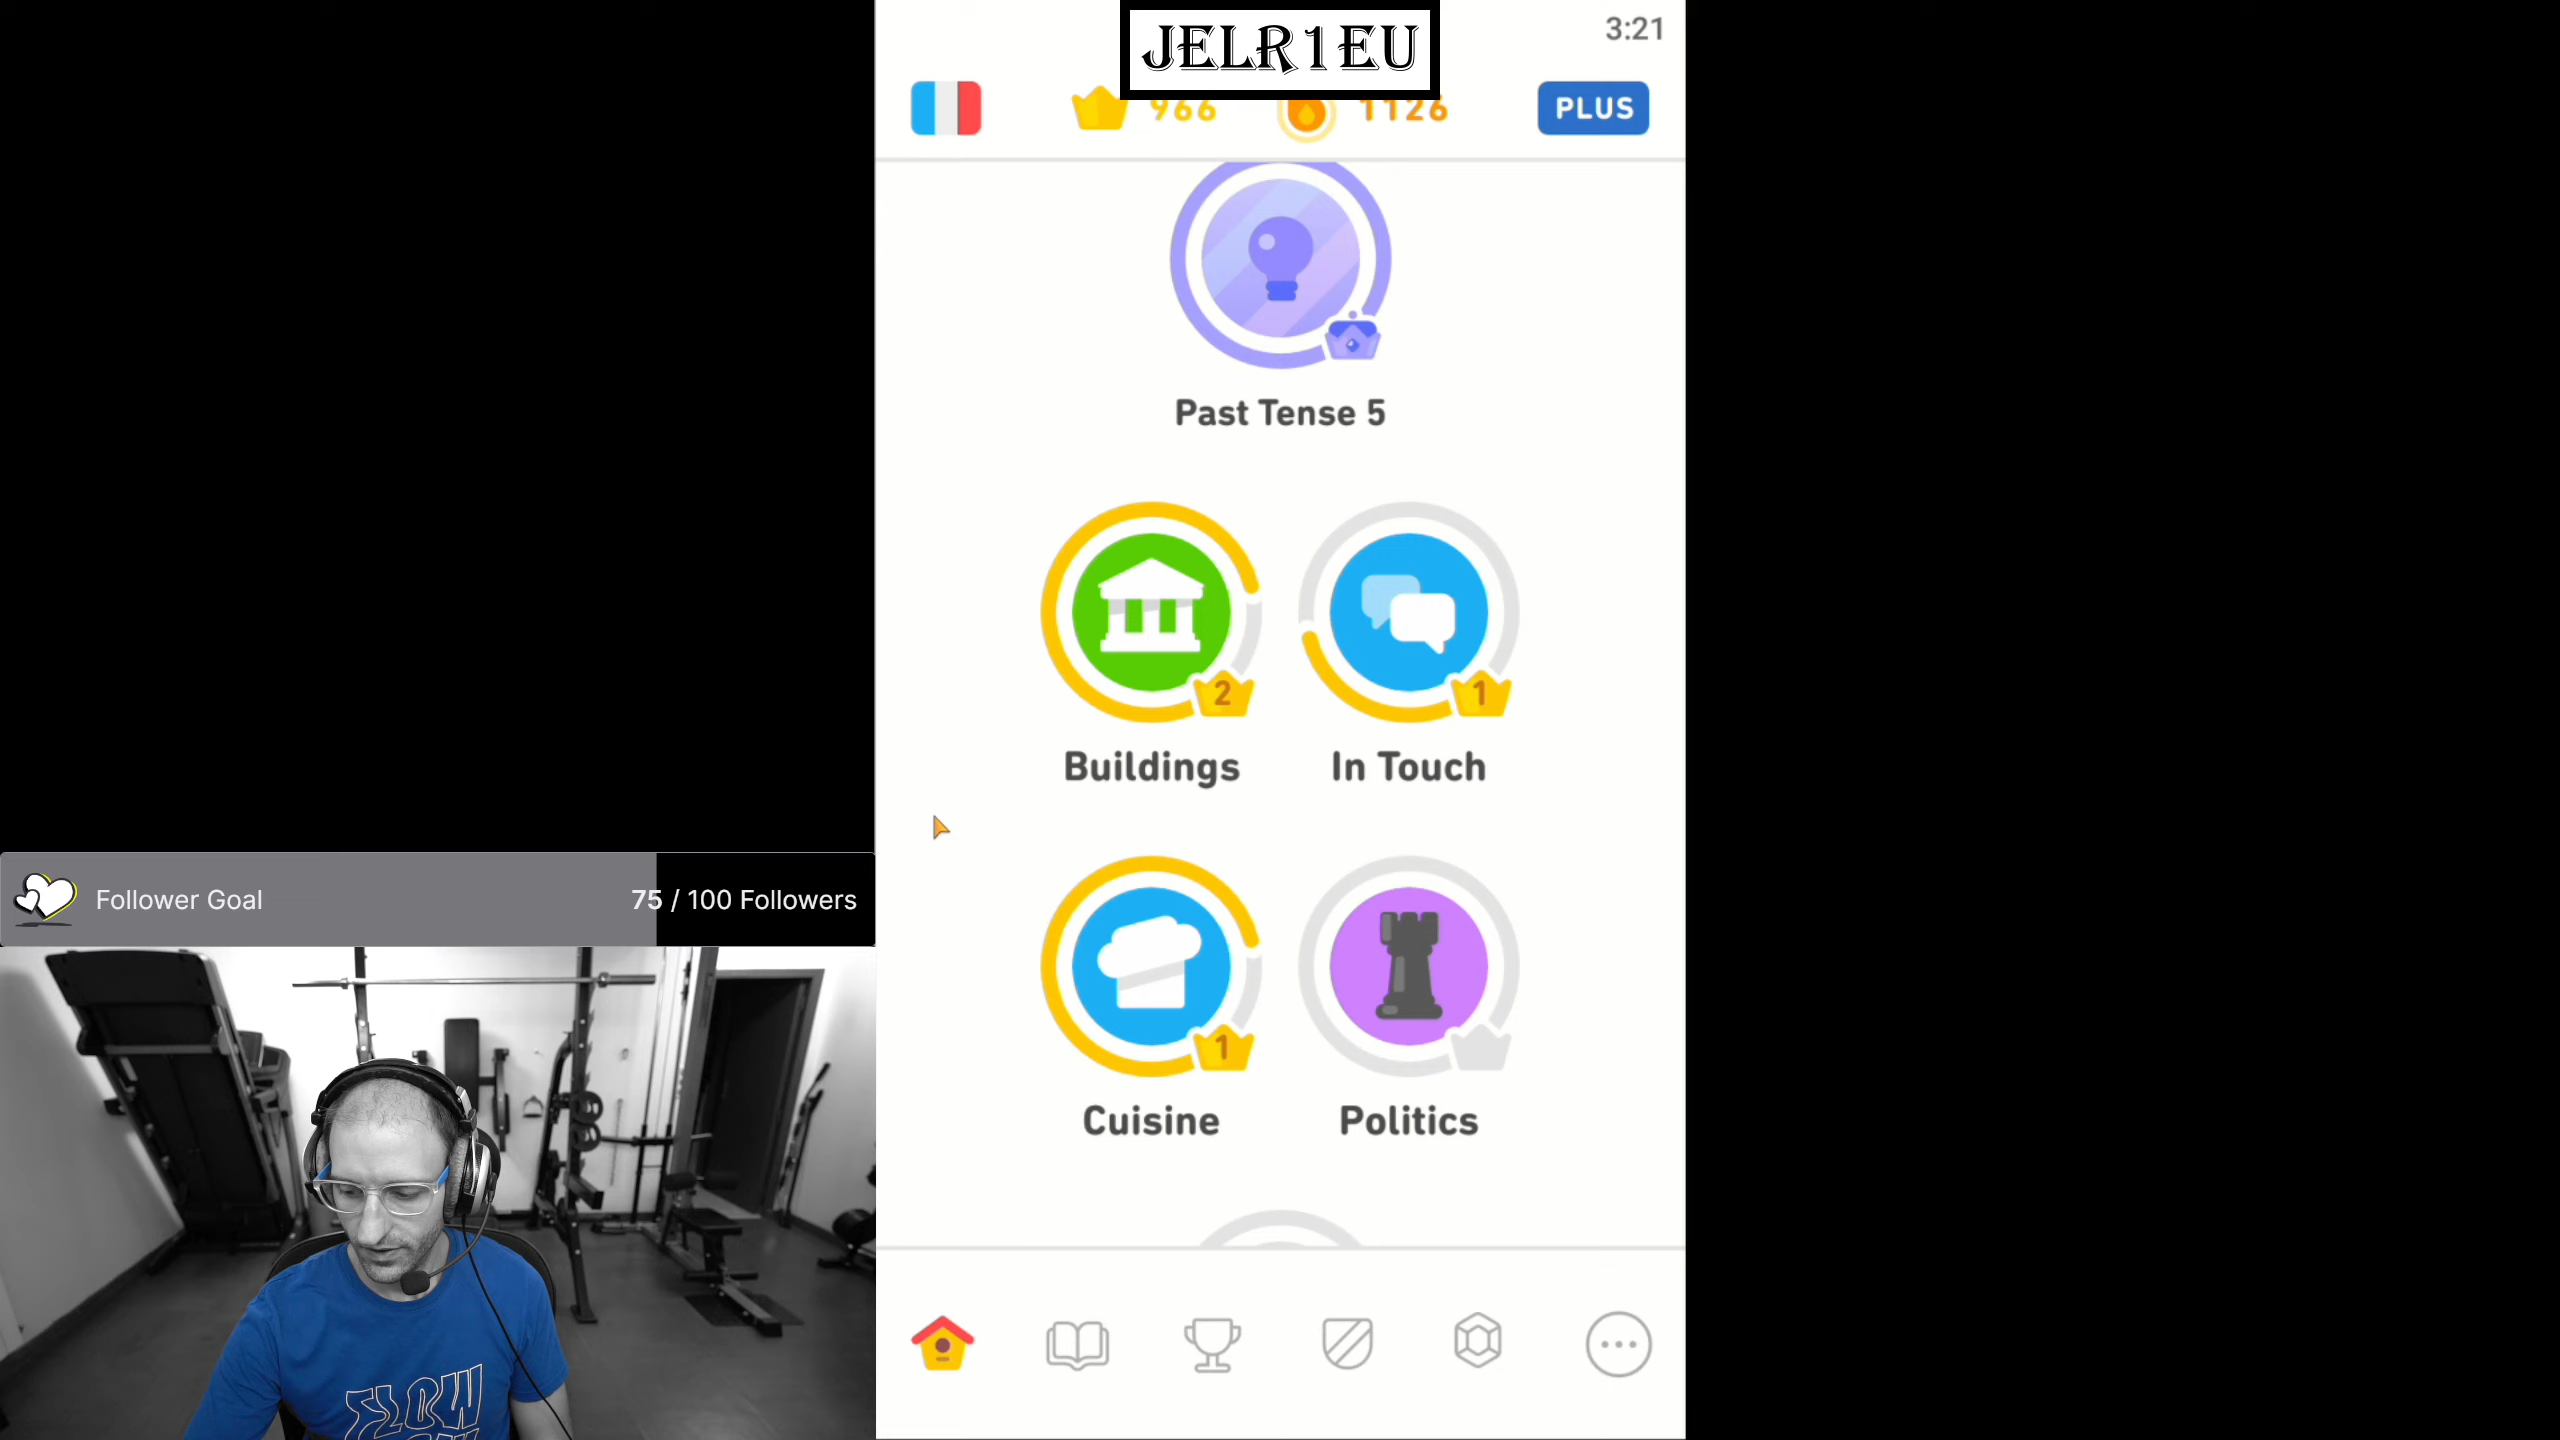 JELR1EU
3:21
966
1126
PLUS
Past Tense 5
2
1
Buildings
In Touch
1
Cuisine
Politics
Follower Goal
75 / 100 Followers
FLOW